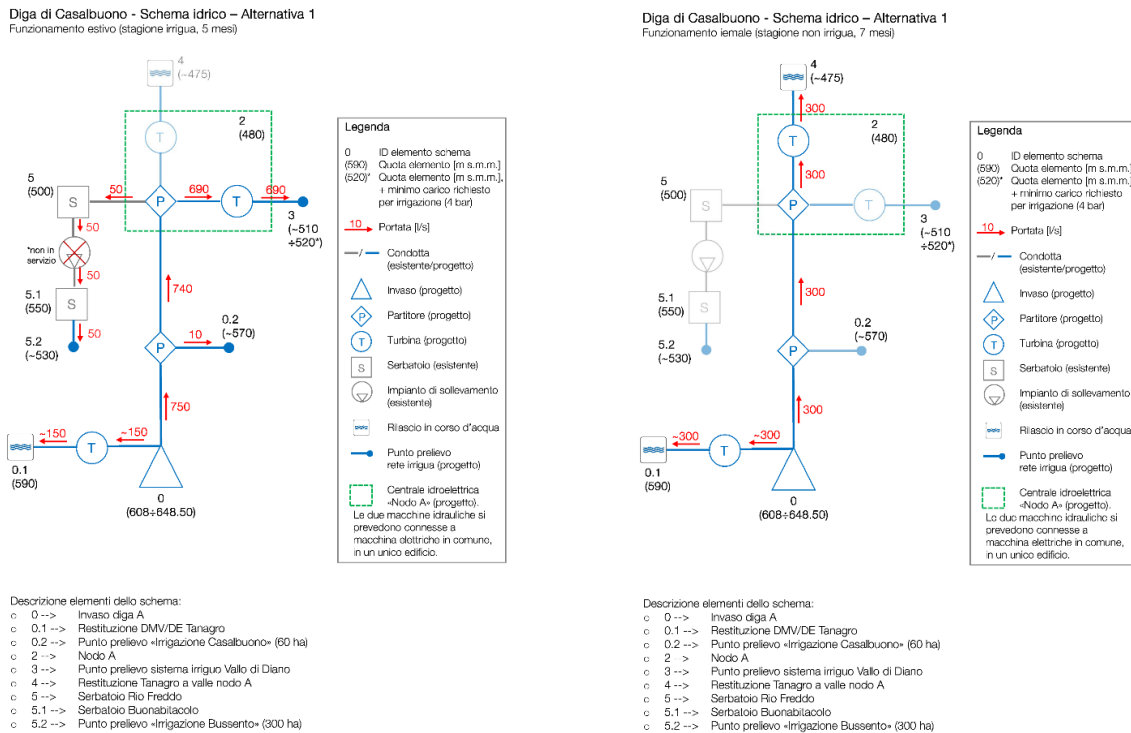 Diga di Casalbuono - Schema idrico – Alternativa 1
Funzionamento estivo (stagione irrigua, 5 mesi)
4
(~475)
2
(480)
T
5
(500)
50
690
690
S
P
T
3
(~510
÷520*)
50
*non in
servizio
50
5.1
(550)
S
740
50
5.2
(~530)
0.2
(~570)
10
P
750
~150
~150
T
0.1
(590)
0
(608÷648.50)
Legenda
0 ID elemento schema
(590) Quota elemento [m s.m.m.]
(520)* Quota elemento [m s.m.m.],
+ minimo carico richiesto
per irrigazione (4 bar)
10 Portata [l/s]
—/— Condotta
(esistente/progetto)
Invaso (progetto)
P Partitore (progetto)
T Turbina (progetto)
S Serbatoio (esistente)
Impianto di sollevamento
(esistente)
Rilascio in corso d'acqua
Punto prelievo
rete irrigua (progetto)
Centrale idroelettrica
«Nodo A» (progetto).
Le due macchine idrauliche si
prevedono connesse a
macchina elettriche in comune,
in un unico edificio.
Descrizione elementi dello schema:
o 0 --> Invaso diga A
o 0.1 --> Restituzione DMV/DE Tanagro
o 0.2 --> Punto prelievo «Irrigazione Casalbuono» (60 ha)
o 2 --> Nodo A
o 3 --> Punto prelievo sistema irriguo Vallo di Diano
o 4 --> Restituzione Tanagro a valle nodo A
o 5 --> Serbatoio Rio Freddo
o 5.1 --> Serbatoio Buonabitacolo
o 5.2 --> Punto prelievo «Irrigazione Bussento» (300 ha)
Diga di Casalbuono - Schema idrico – Alternativa 1
Funzionamento iemale (stagione non irrigua, 7 mesi)
4
(~475)
300
2
(480)
T
300
5
(500)
S
P
T
3
(~510
÷520*)
5.1
(550)
S
300
5.2
(~530)
0.2
(~570)
P
300
~300
~300
T
0.1
(590)
0
(608÷648.50)
Legenda
0 ID elemento schema
(590) Quota elemento [m s.m.m.]
(520)* Quota elemento [m s.m.m.],
+ minimo carico richiesto
per irrigazione (4 bar)
10 Portata [l/s]
—/— Condotta
(esistente/progetto)
Invaso (progetto)
P Partitore (progetto)
T Turbina (progetto)
S Serbatoio (esistente)
Impianto di sollevamento
(esistente)
Rilascio in corso d'acqua
Punto prelievo
rete irrigua (progetto)
Centrale idroelettrica
«Nodo A» (progetto).
Le due macchine idrauliche si
prevedono connesse a
macchina elettriche in comune,
in un unico edificio.
Descrizione elementi dello schema:
o 0 --> Invaso diga A
o 0.1 --> Restituzione DMV/DE Tanagro
o 0.2 --> Punto prelievo «Irrigazione Casalbuono» (60 ha)
o 2 > Nodo A
o 3 --> Punto prelievo sistema irriguo Vallo di Diano
o 4 --> Restituzione Tanagro a valle nodo A
o 5 --> Serbatoio Rio Freddo
o 5.1 --> Serbatoio Buonabitacolo
o 5.2 --> Punto prelievo «Irrigazione Bussento» (300 ha)